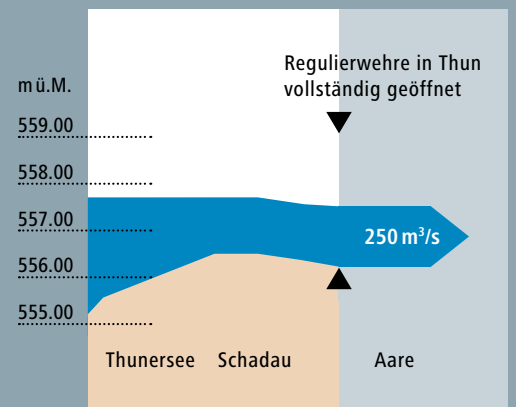 Regulierwehre in Thun
vollständig geöffnet
m ü.M.
559.00
558.00
557.00
250 m³/s
556.00
555.00
Thunersee Schadau Aare